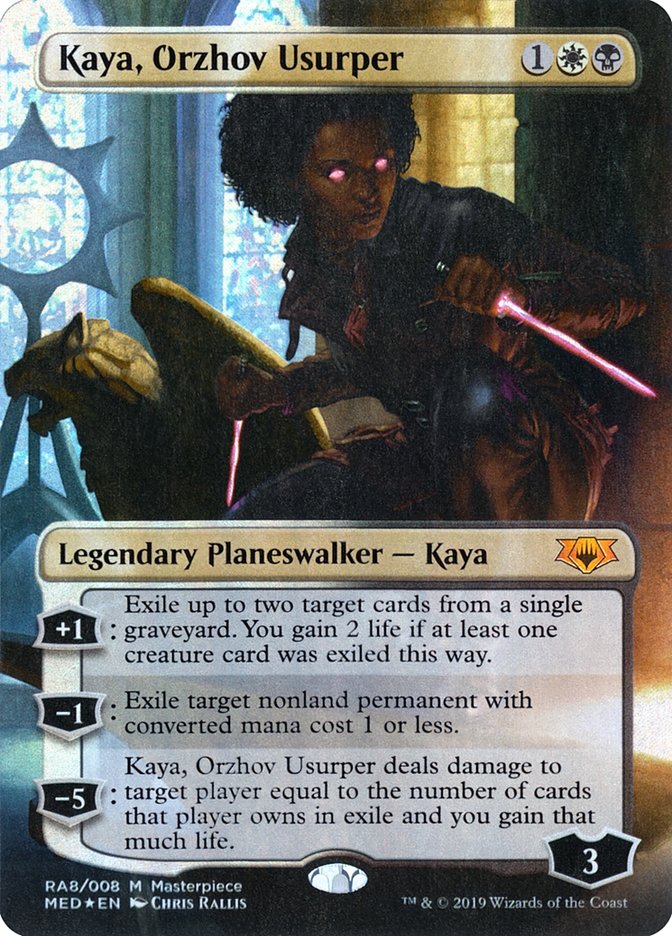 Kaya, Orzhov Usurper 1
Legendary Planeswalker — Kaya
+1: Exile up to two target cards from a single
graveyard. You gain 2 life if at least one
creature card was exiled this way.
−1: Exile target nonland permanent with
converted mana cost 1 or less.
−5: Kaya, Orzhov Usurper deals damage to
target player equal to the number of cards
that player owns in exile and you gain that
much life.
3
RA8/008 M Masterpiece
MED★EN Chris Rallis
™ & © 2019 Wizards of the Coast